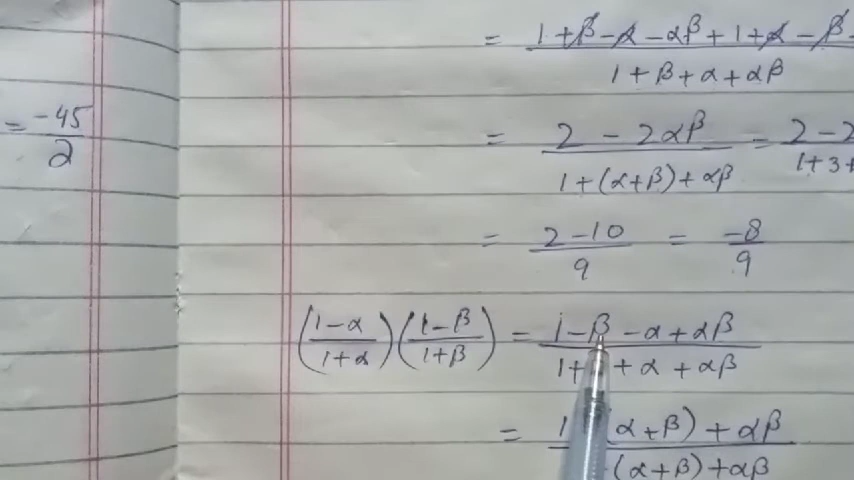 = -45/2
= (1 + β - α - αβ + 1 + α - β -)/(1 + β + α + αβ)
= (2 - 2αβ)/(1 + (α+β) + αβ) = (2 - 2)/(1 + 3 +)
= (2 - 10)/9 = -8/9
((1-α)/(1+α))((1-β)/(1+β)) = (1 - β - α + αβ)/(1 + + α + αβ)
= (1 (α+β) + αβ)/((α+β) + αβ)